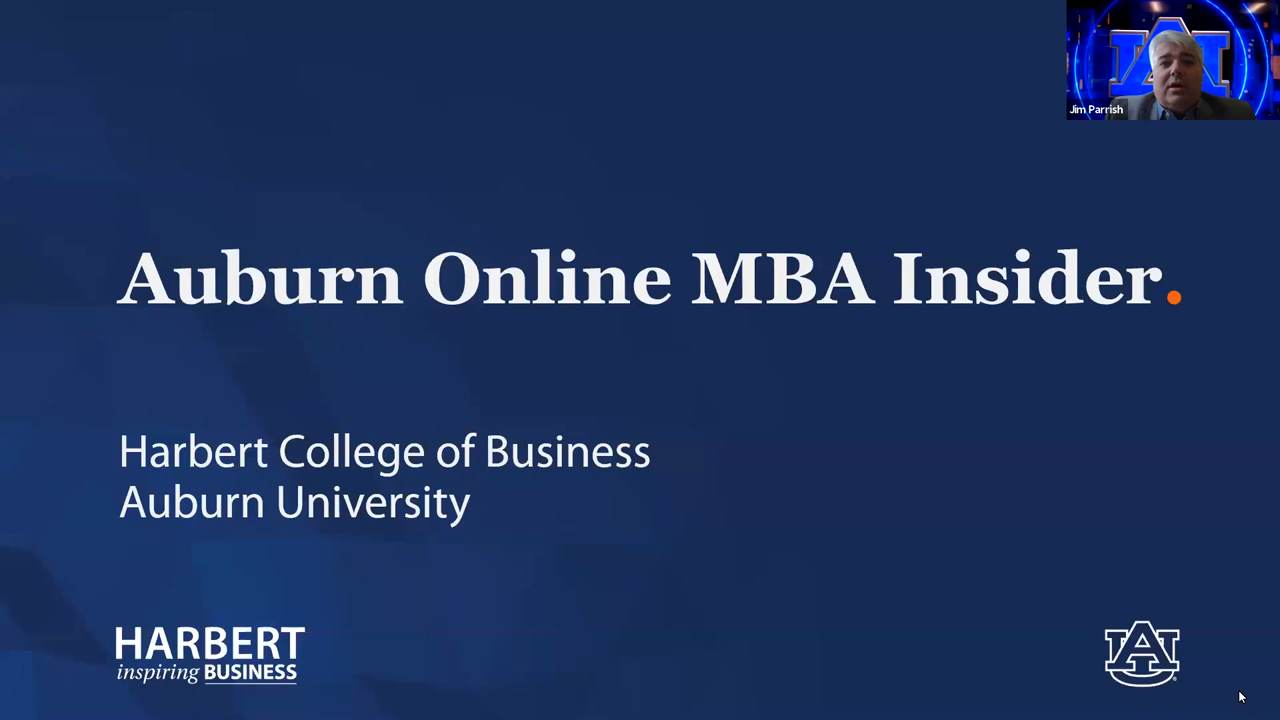 Jim Parrish
Auburn Online MBA Insider.
Harbert College of Business
Auburn University
HARBERT
inspiring BUSINESS
AU